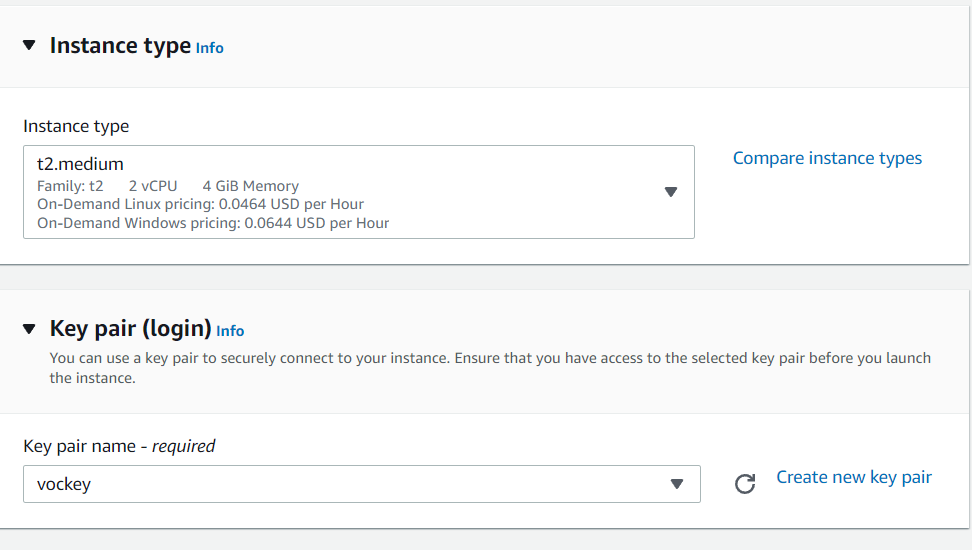 Instance type Info
Instance type
t2.medium
Family: t2 2 vCPU 4 GiB Memory
On-Demand Linux pricing: 0.0464 USD per Hour
On-Demand Windows pricing: 0.0644 USD per Hour
Compare instance types
Key pair (login) Info
You can use a key pair to securely connect to your instance. Ensure that you have access to the selected key pair before you launch
the instance.
Key pair name - required
vockey
Create new key pair